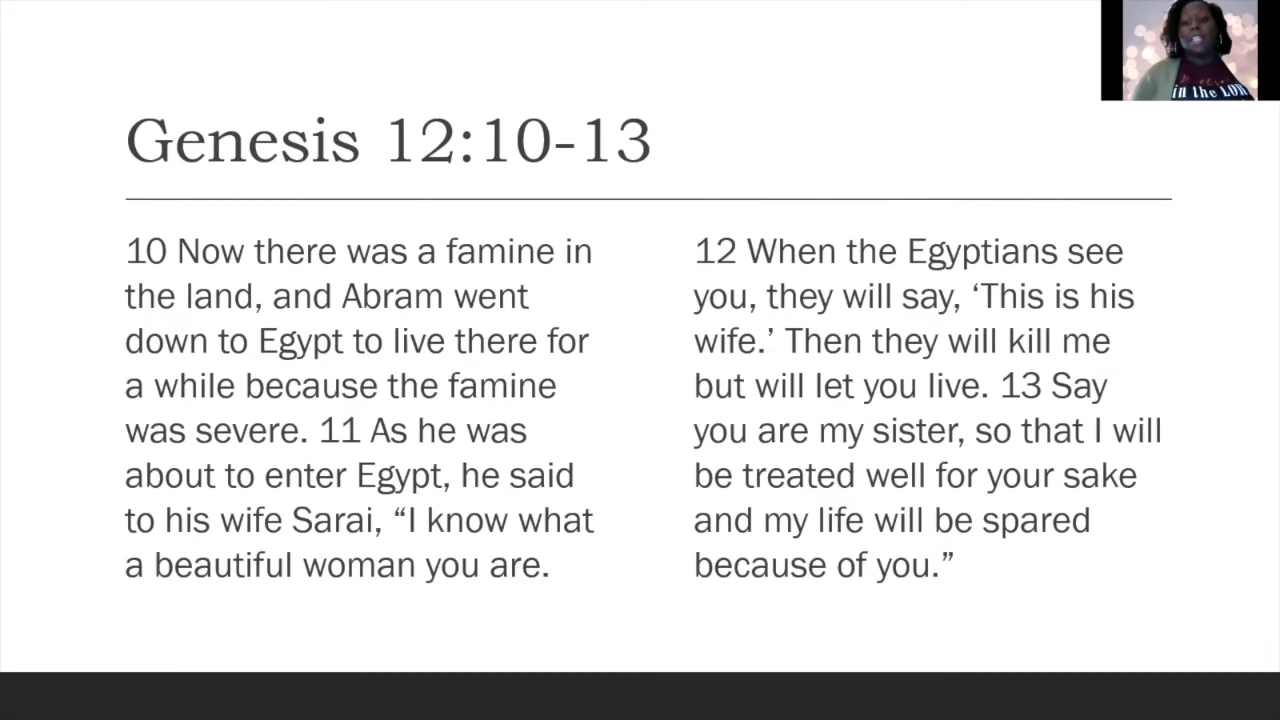 Genesis 12:10-13
10 Now there was a famine in
the land, and Abram went
down to Egypt to live there for
a while because the famine
was severe. 11 As he was
about to enter Egypt, he said
to his wife Sarai, “I know what
a beautiful woman you are.
12 When the Egyptians see
you, they will say, ‘This is his
wife.’ Then they will kill me
but will let you live. 13 Say
you are my sister, so that I will
be treated well for your sake
and my life will be spared
because of you.”
in the LOR